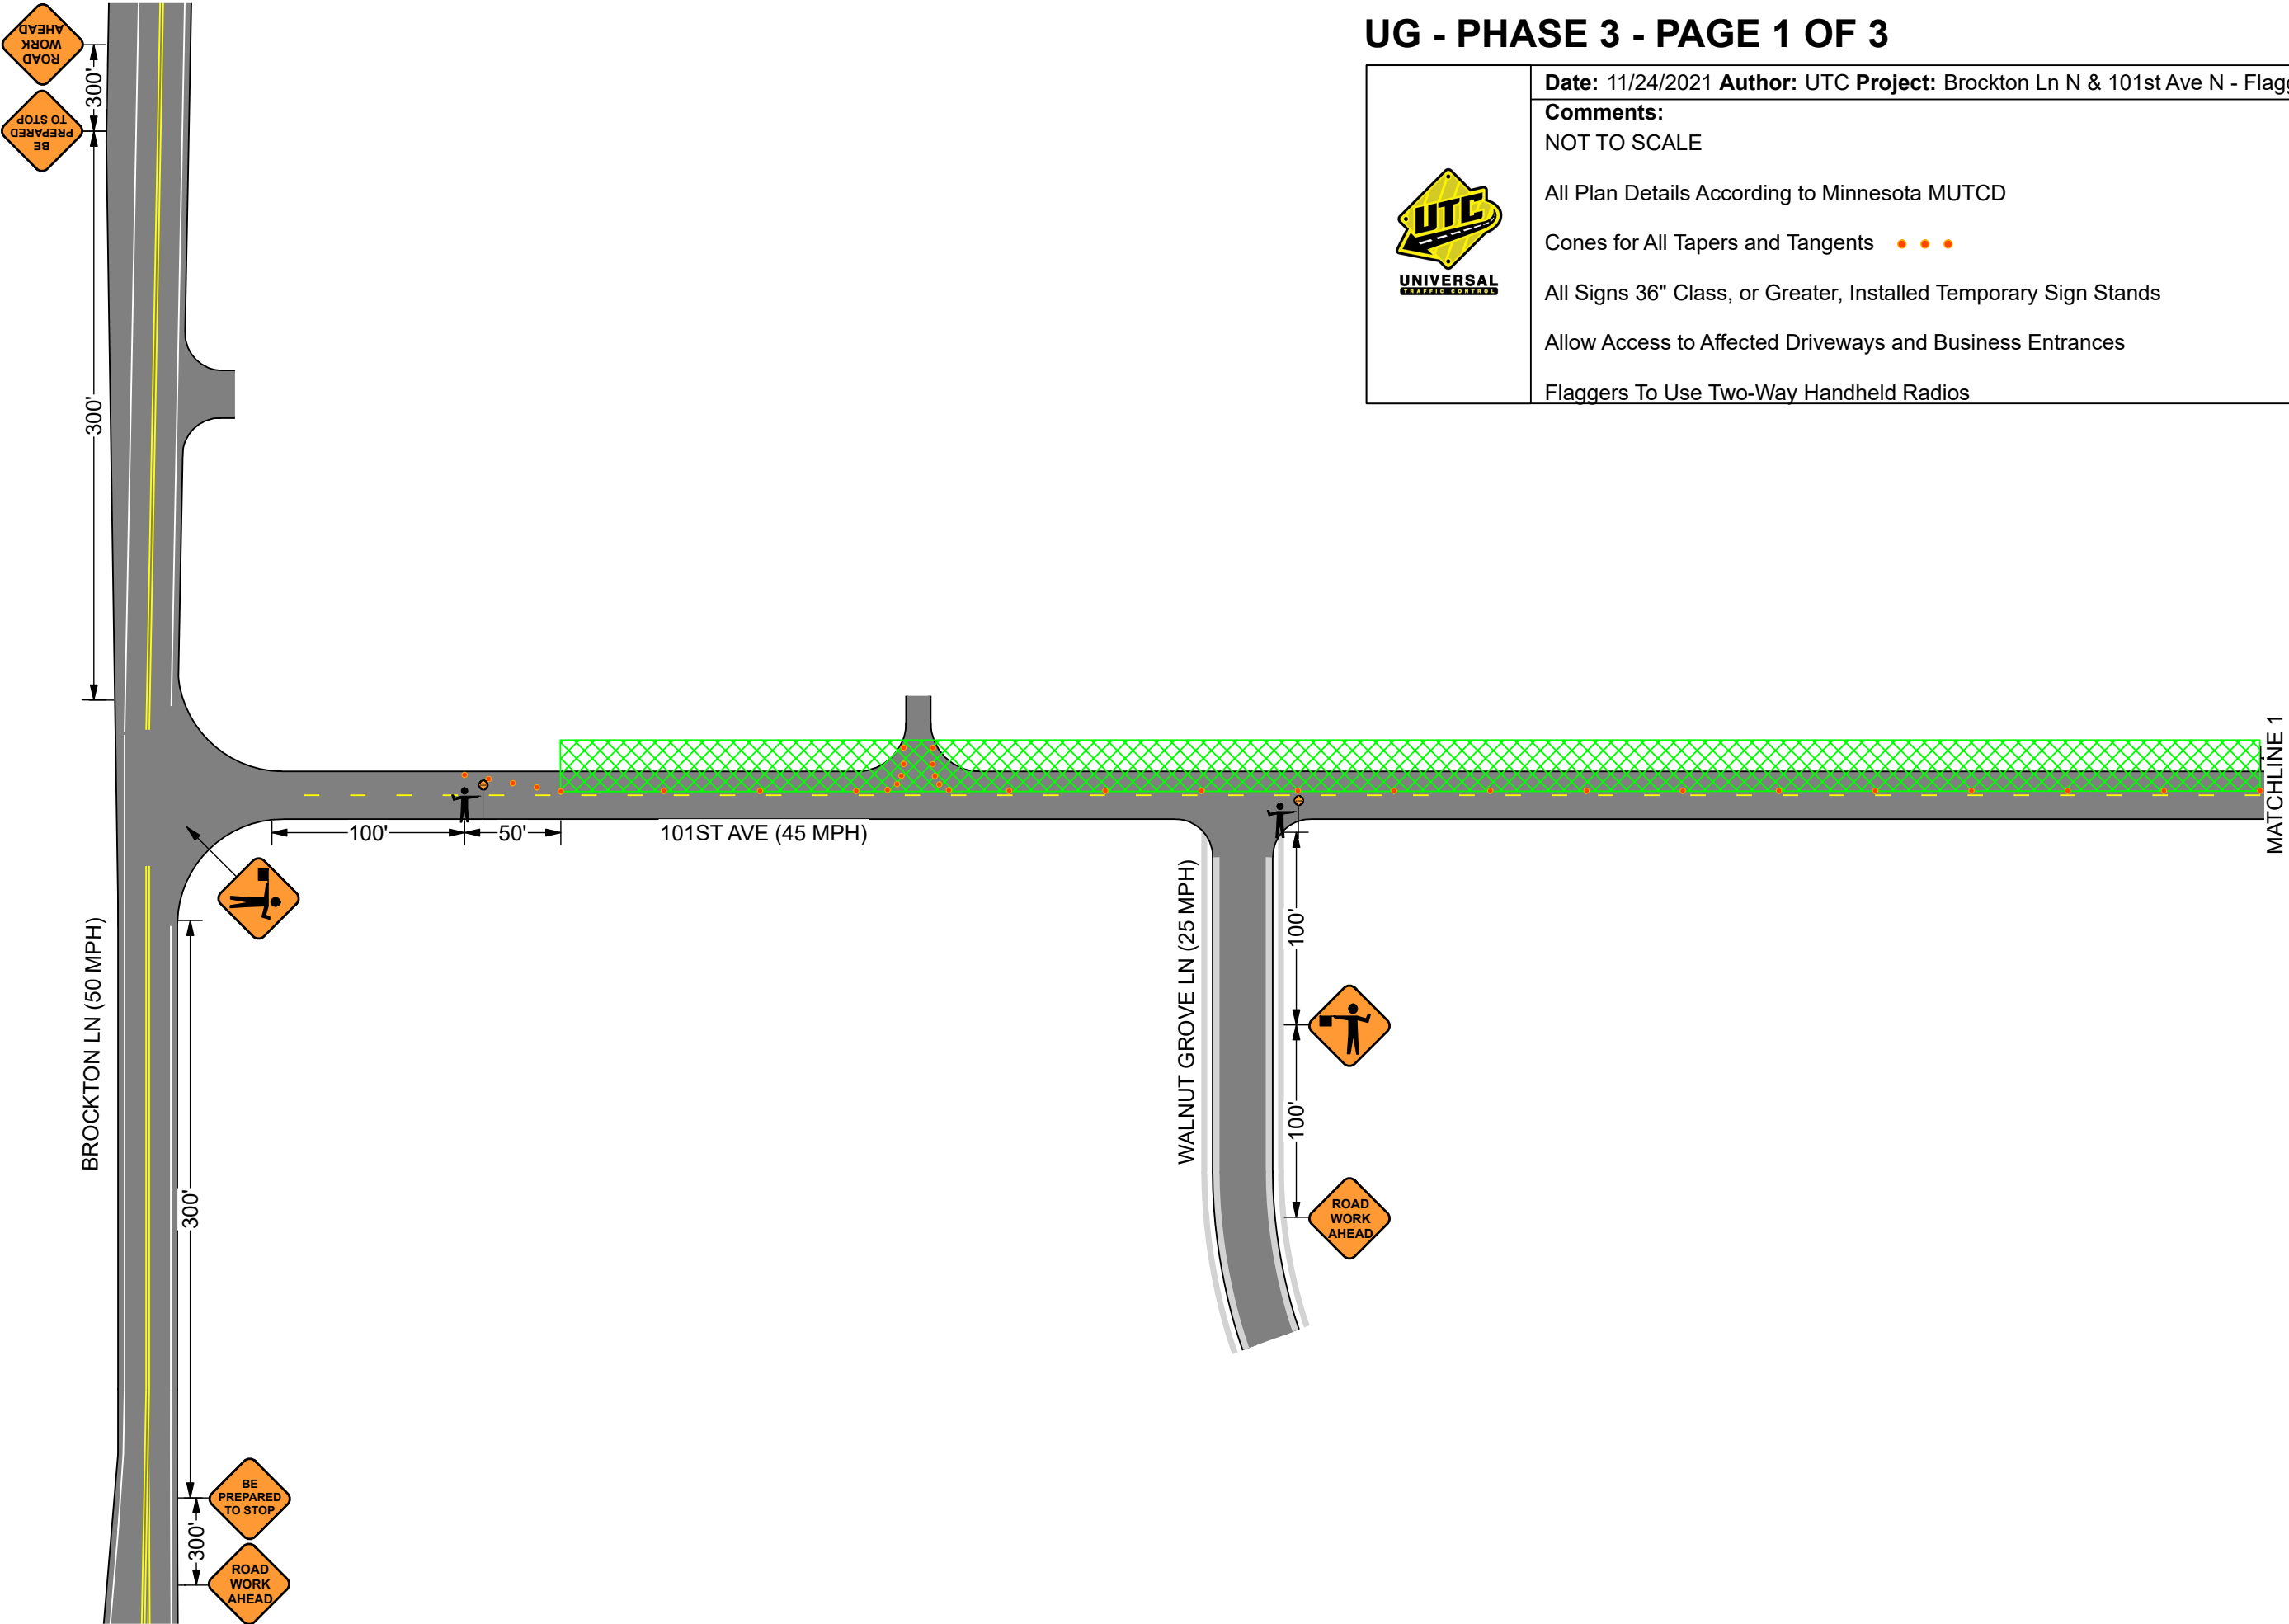 UG - PHASE 3 - PAGE 1 OF 3
Date: 11/24/2021 Author: UTC Project: Brockton Ln N & 101st Ave N - Flagg
Comments:
NOT TO SCALE
All Plan Details According to Minnesota MUTCD
Cones for All Tapers and Tangents
All Signs 36" Class, or Greater, Installed Temporary Sign Stands
Allow Access to Affected Driveways and Business Entrances
Flaggers To Use Two-Way Handheld Radios
UTC
UNIVERSAL
TRAFFIC CONTROL
ROAD
WORK
AHEAD
300'
BE
PREPARED
TO STOP
300'
100'
50'
101ST AVE (45 MPH)
MATCHLINE 1
BROCKTON LN (50 MPH)
WALNUT GROVE LN (25 MPH)
100'
100'
ROAD
WORK
AHEAD
300'
BE
PREPARED
TO STOP
300'
ROAD
WORK
AHEAD